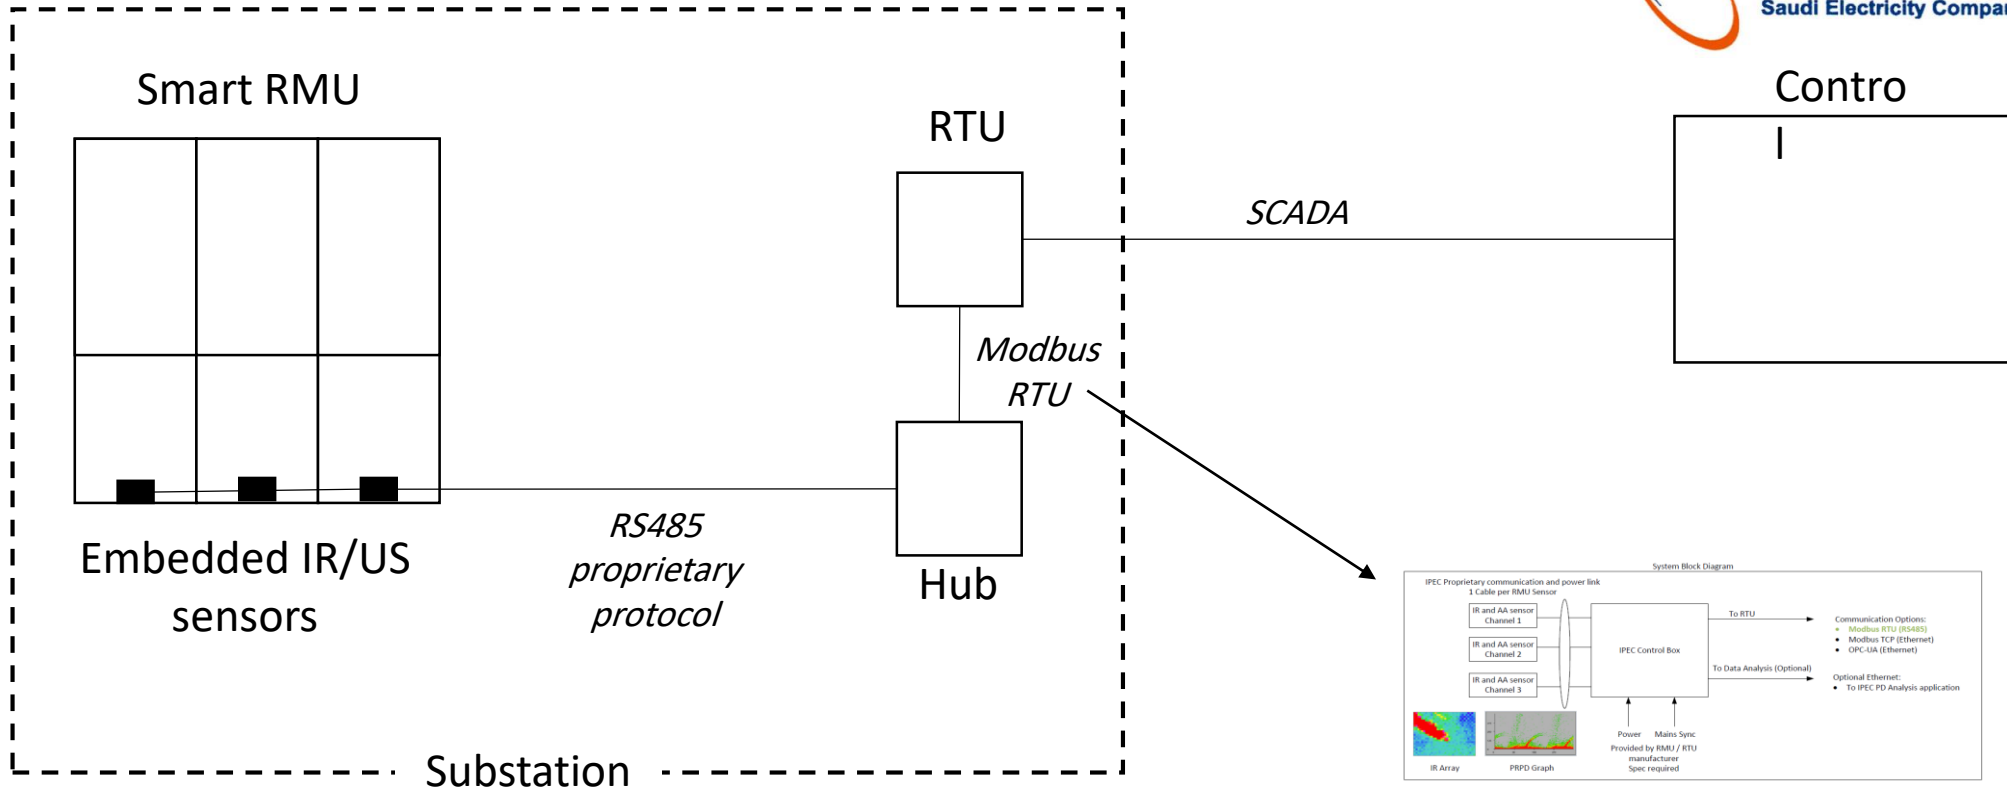 Saudi Electricity Compa
Smart RMU
RTU
Contro
l
SCADA
Modbus
RTU
Embedded IR/US
sensors
RS485
proprietary
protocol
Hub
Substation
System Block Diagram
IPEC Proprietary communication and power link
1 Cable per RMU Sensor
IR and AA sensor
Channel 1
IR and AA sensor
Channel 2
IR and AA sensor
Channel 3
IPEC Control Box
To RTU
To Data Analysis (Optional)
Communication Options:
• Modbus RTU (RS485)
• Modbus TCP (Ethernet)
• OPC-UA (Ethernet)
Optional Ethernet:
• To IPEC PD Analysis application
Power
Mains Sync
Provided by RMU / RTU
manufacturer
Spec required
IR Array
PRPD Graph